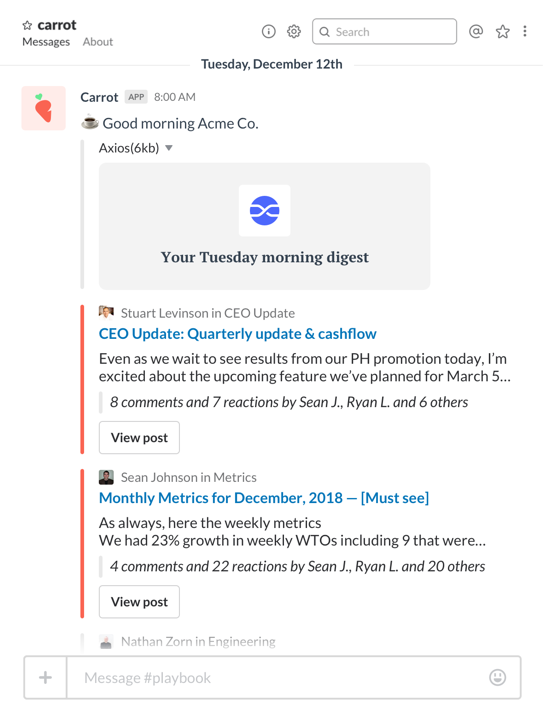 carrot
Messages About
Search
Tuesday, December 12th
Carrot APP 8:00 AM
Good morning Acme Co.
Axios(6kb)
Your Tuesday morning digest
Stuart Levinson in CEO Update
CEO Update: Quarterly update & cashflow
Even as we wait to see results from our PH promotion today, I’m
excited about the upcoming feature we’ve planned for March 5...
8 comments and 7 reactions by Sean J., Ryan L. and 6 others
View post
Sean Johnson in Metrics
Monthly Metrics for December, 2018 — [Must see]
As always, here the weekly metrics
We had 23% growth in weekly WTOs including 9 that were...
4 comments and 22 reactions by Sean J., Ryan L. and 20 others
View post
Nathan Zorn in Engineering
Message #playbook